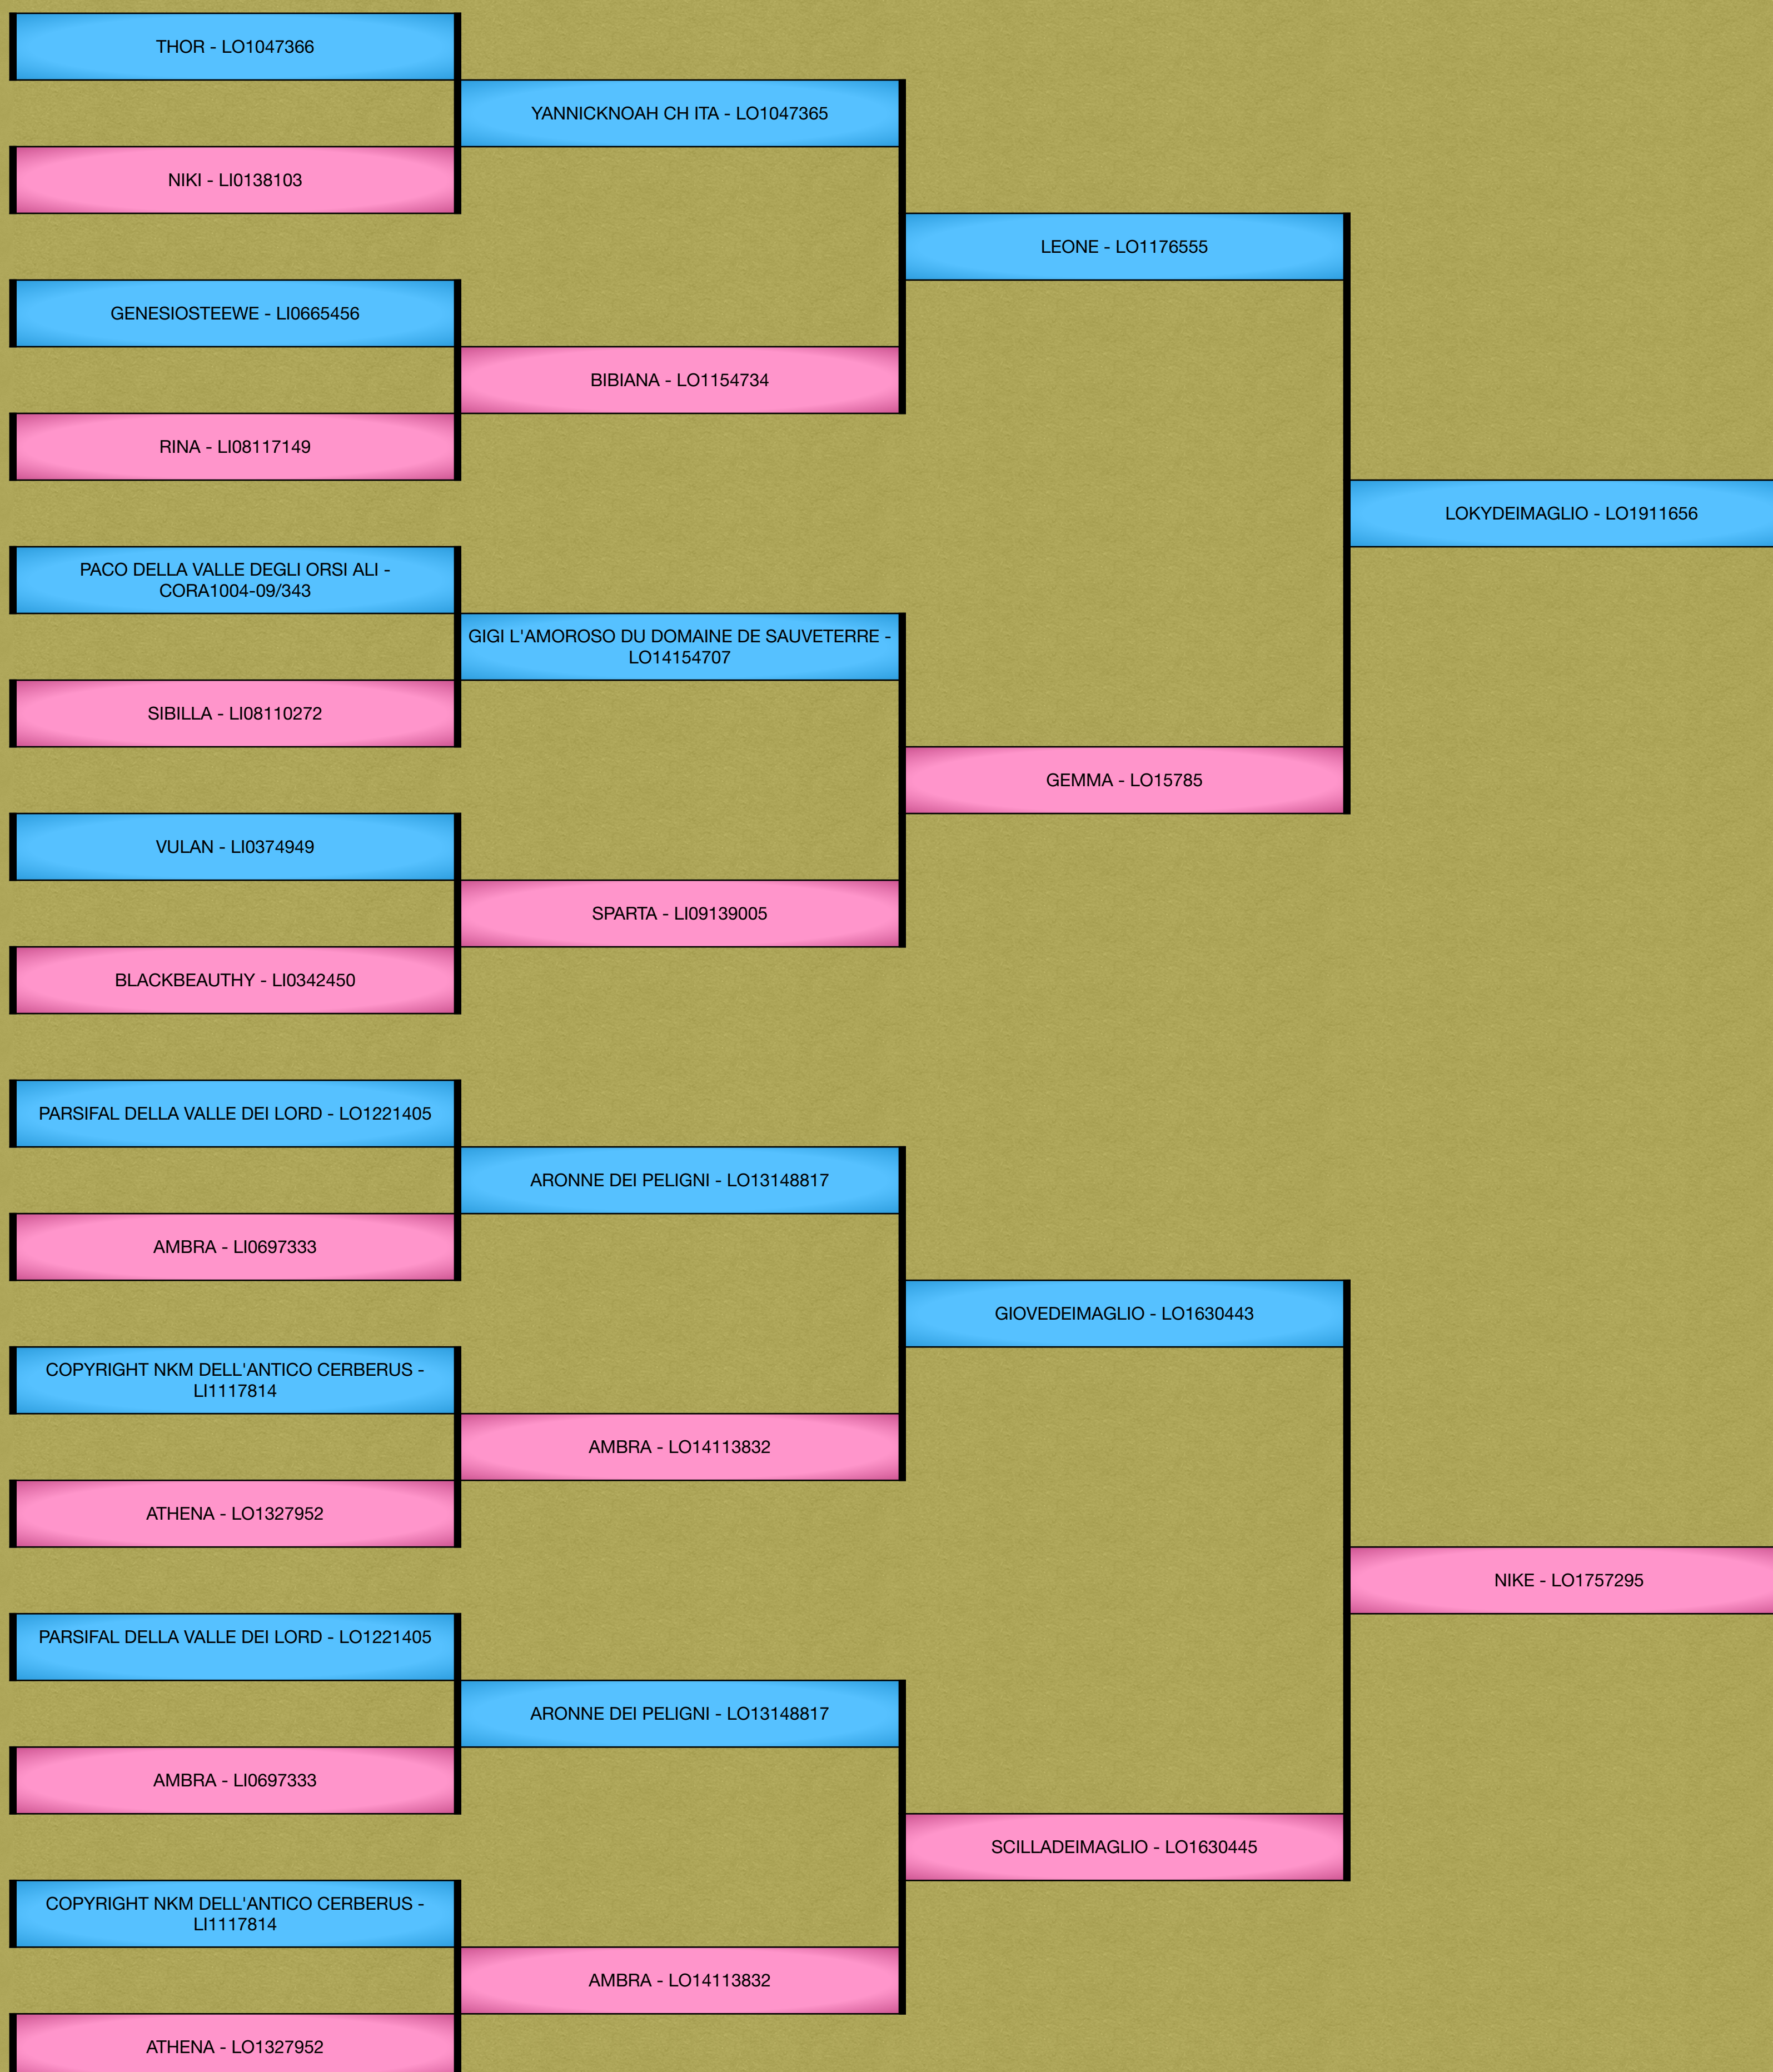 THOR - LO1047366
YANNICKNOAH CH ITA - LO1047365
NIKI - LI0138103
LEONE - LO1176555
GENESIOSTEEWE - LI0665456
BIBIANA - LO1154734
RINA - LI08117149
LOKYDEIMAGLIO - LO1911656
PACO DELLA VALLE DEGLI ORSI ALI -
CORA1004-09/343
GIGI L'AMOROSO DU DOMAINE DE SAUVETERRE -
LO14154707
SIBILLA - LI08110272
GEMMA - LO15785
VULAN - LI0374949
SPARTA - LI09139005
BLACKBEAUTHY - LI0342450
PARSIFAL DELLA VALLE DEI LORD - LO1221405
ARONNE DEI PELIGNI - LO13148817
AMBRA - LI0697333
GIOVEDEIMAGLIO - LO1630443
COPYRIGHT NKM DELL'ANTICO CERBERUS -
LI1117814
AMBRA - LO14113832
ATHENA - LO1327952
NIKE - LO1757295
PARSIFAL DELLA VALLE DEI LORD - LO1221405
ARONNE DEI PELIGNI - LO13148817
AMBRA - LI0697333
SCILLADEIMAGLIO - LO1630445
COPYRIGHT NKM DELL'ANTICO CERBERUS -
LI1117814
AMBRA - LO14113832
ATHENA - LO1327952